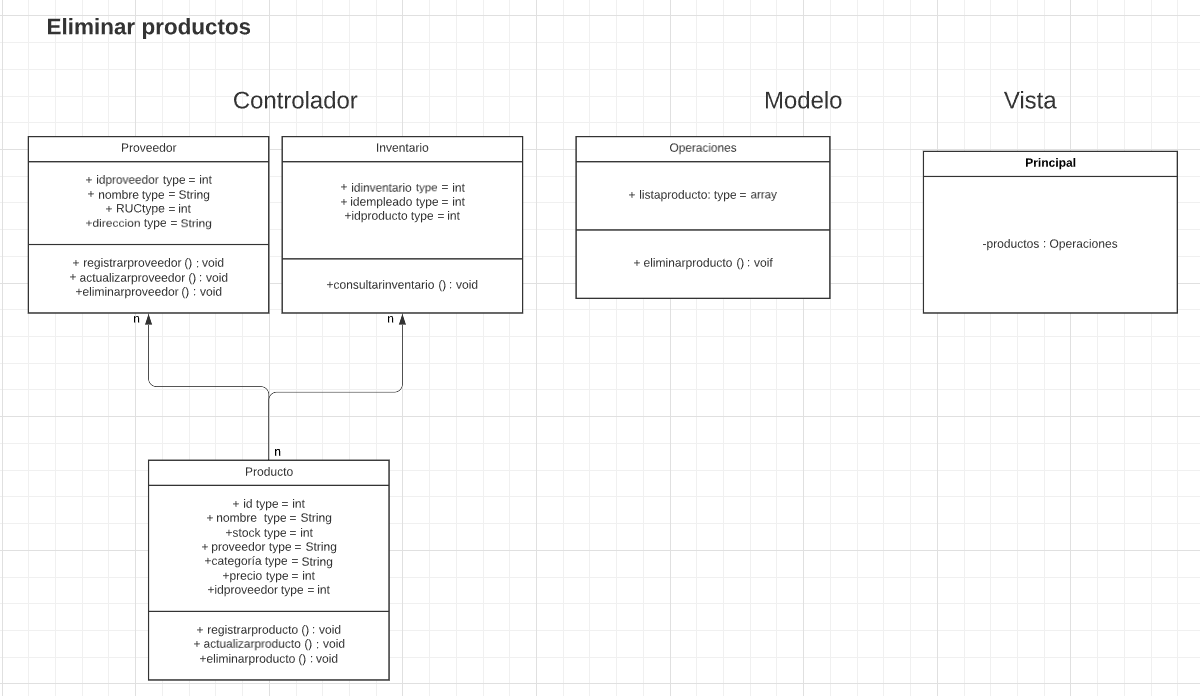 Eliminar productos
Controlador
Modelo
Vista
Proveedor
+ idproveedor type = int
+ nombre type = String
+ RUCtype = int
+direccion type = String
+ registrarproveedor () : void
+ actualizarproveedor () : void
+eliminarproveedor () : void
n
Inventario
+ idinventario type = int
+ idempleado type = int
+idproducto type = int
+consultarinventario () : void
n
Operaciones
+ listaproducto: type = array
+ eliminarproducto () : voif
Principal
-productos : Operaciones
n
Producto
+ id type = int
+ nombre type = String
+stock type = int
+ proveedor type = String
+categoría type = String
+precio type = int
+idproveedor type = int
+ registrarproducto () : void
+ actualizarproducto () : void
+eliminarproducto () : void